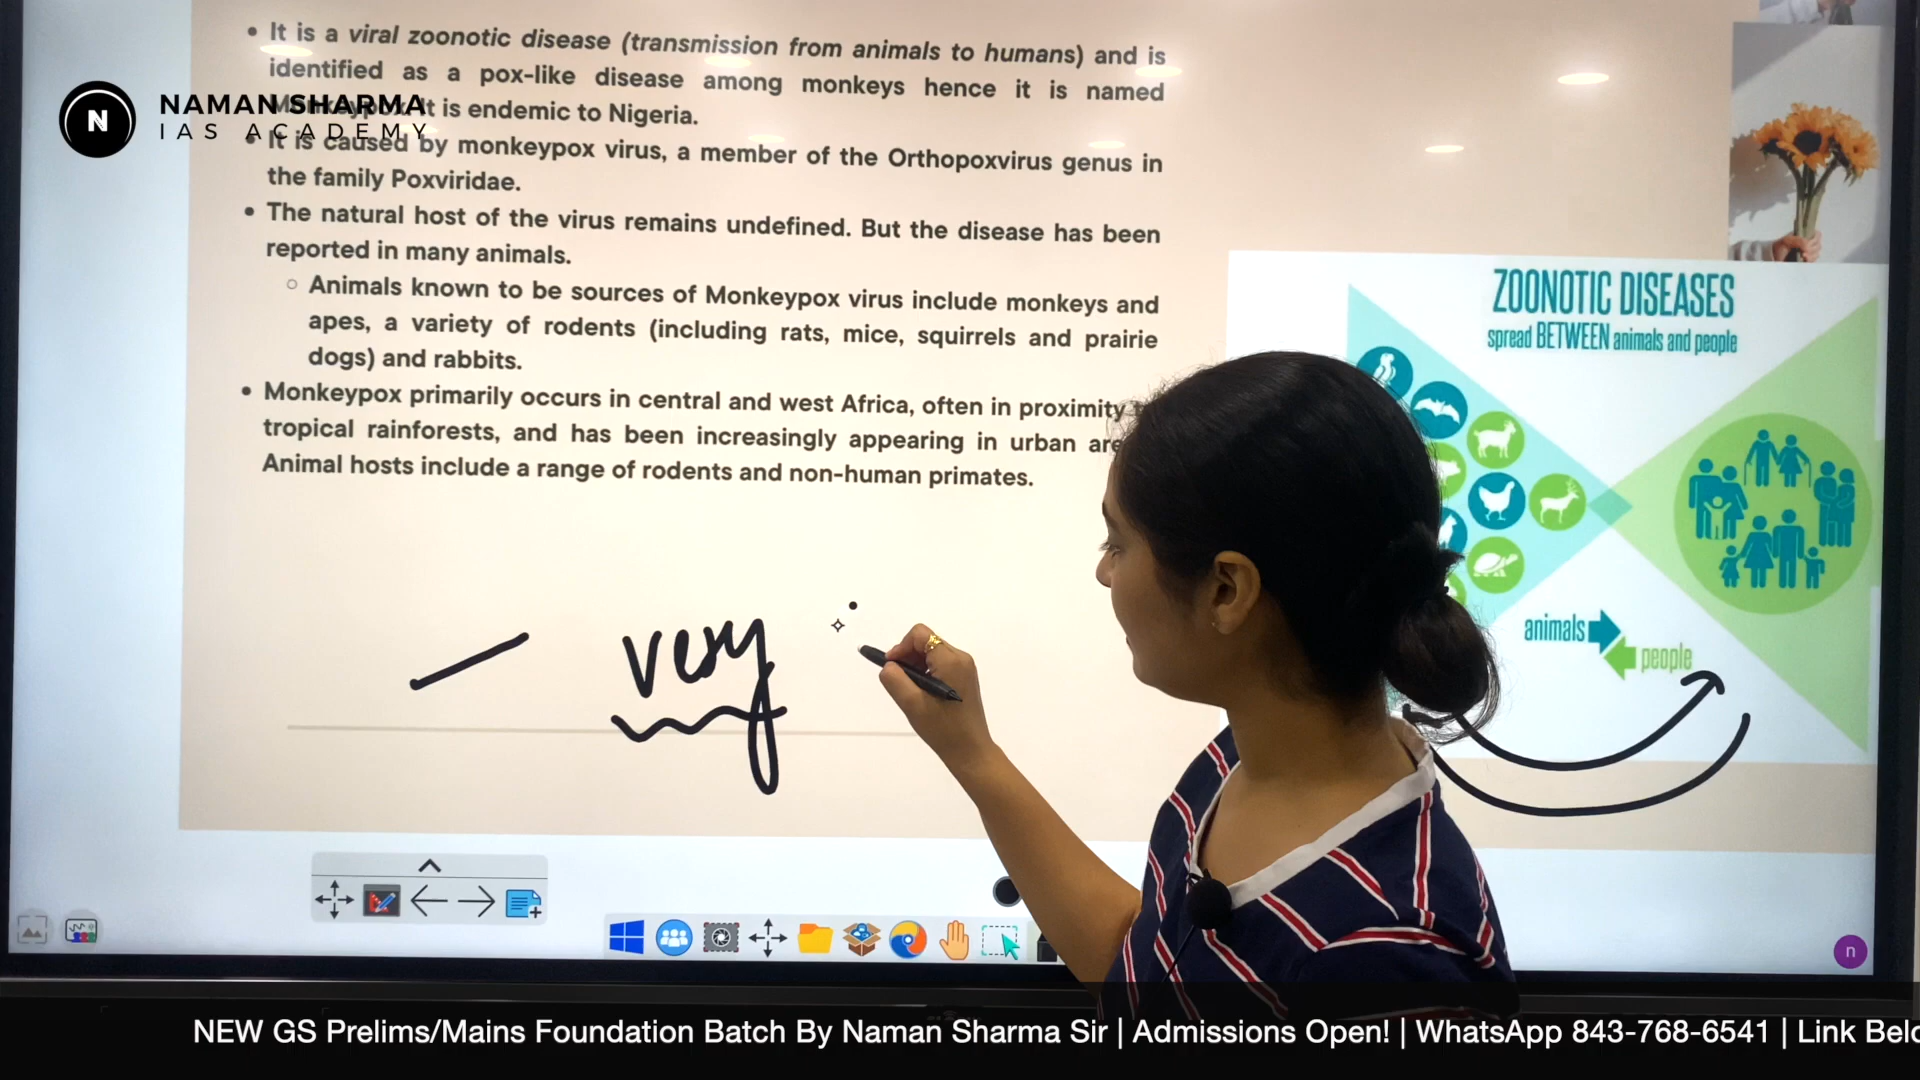 • It is a viral zoonotic disease (transmission from animals to humans) and is
identified as a pox-like disease among monkeys hence it is named
Monkeypox. It is endemic to Nigeria.
NAMAN SHARMA
IAS ACADEMY
N
• It is caused by monkeypox virus, a member of the Orthopoxvirus genus in
the family Poxviridae.
• The natural host of the virus remains undefined. But the disease has been
reported in many animals.
○ Animals known to be sources of Monkeypox virus include monkeys and
apes, a variety of rodents (including rats, mice, squirrels and prairie
dogs) and rabbits.
• Monkeypox primarily occurs in central and west Africa, often in proximity
tropical rainforests, and has been increasingly appearing in urban
Animal hosts include a range of rodents and non-human primates.
ZOONOTIC DISEASES
spread BETWEEN animals and people
animals
people
very
n
NEW GS Prelims/Mains Foundation Batch By Naman Sharma Sir | Admissions Open! | WhatsApp 843-768-6541 | Link